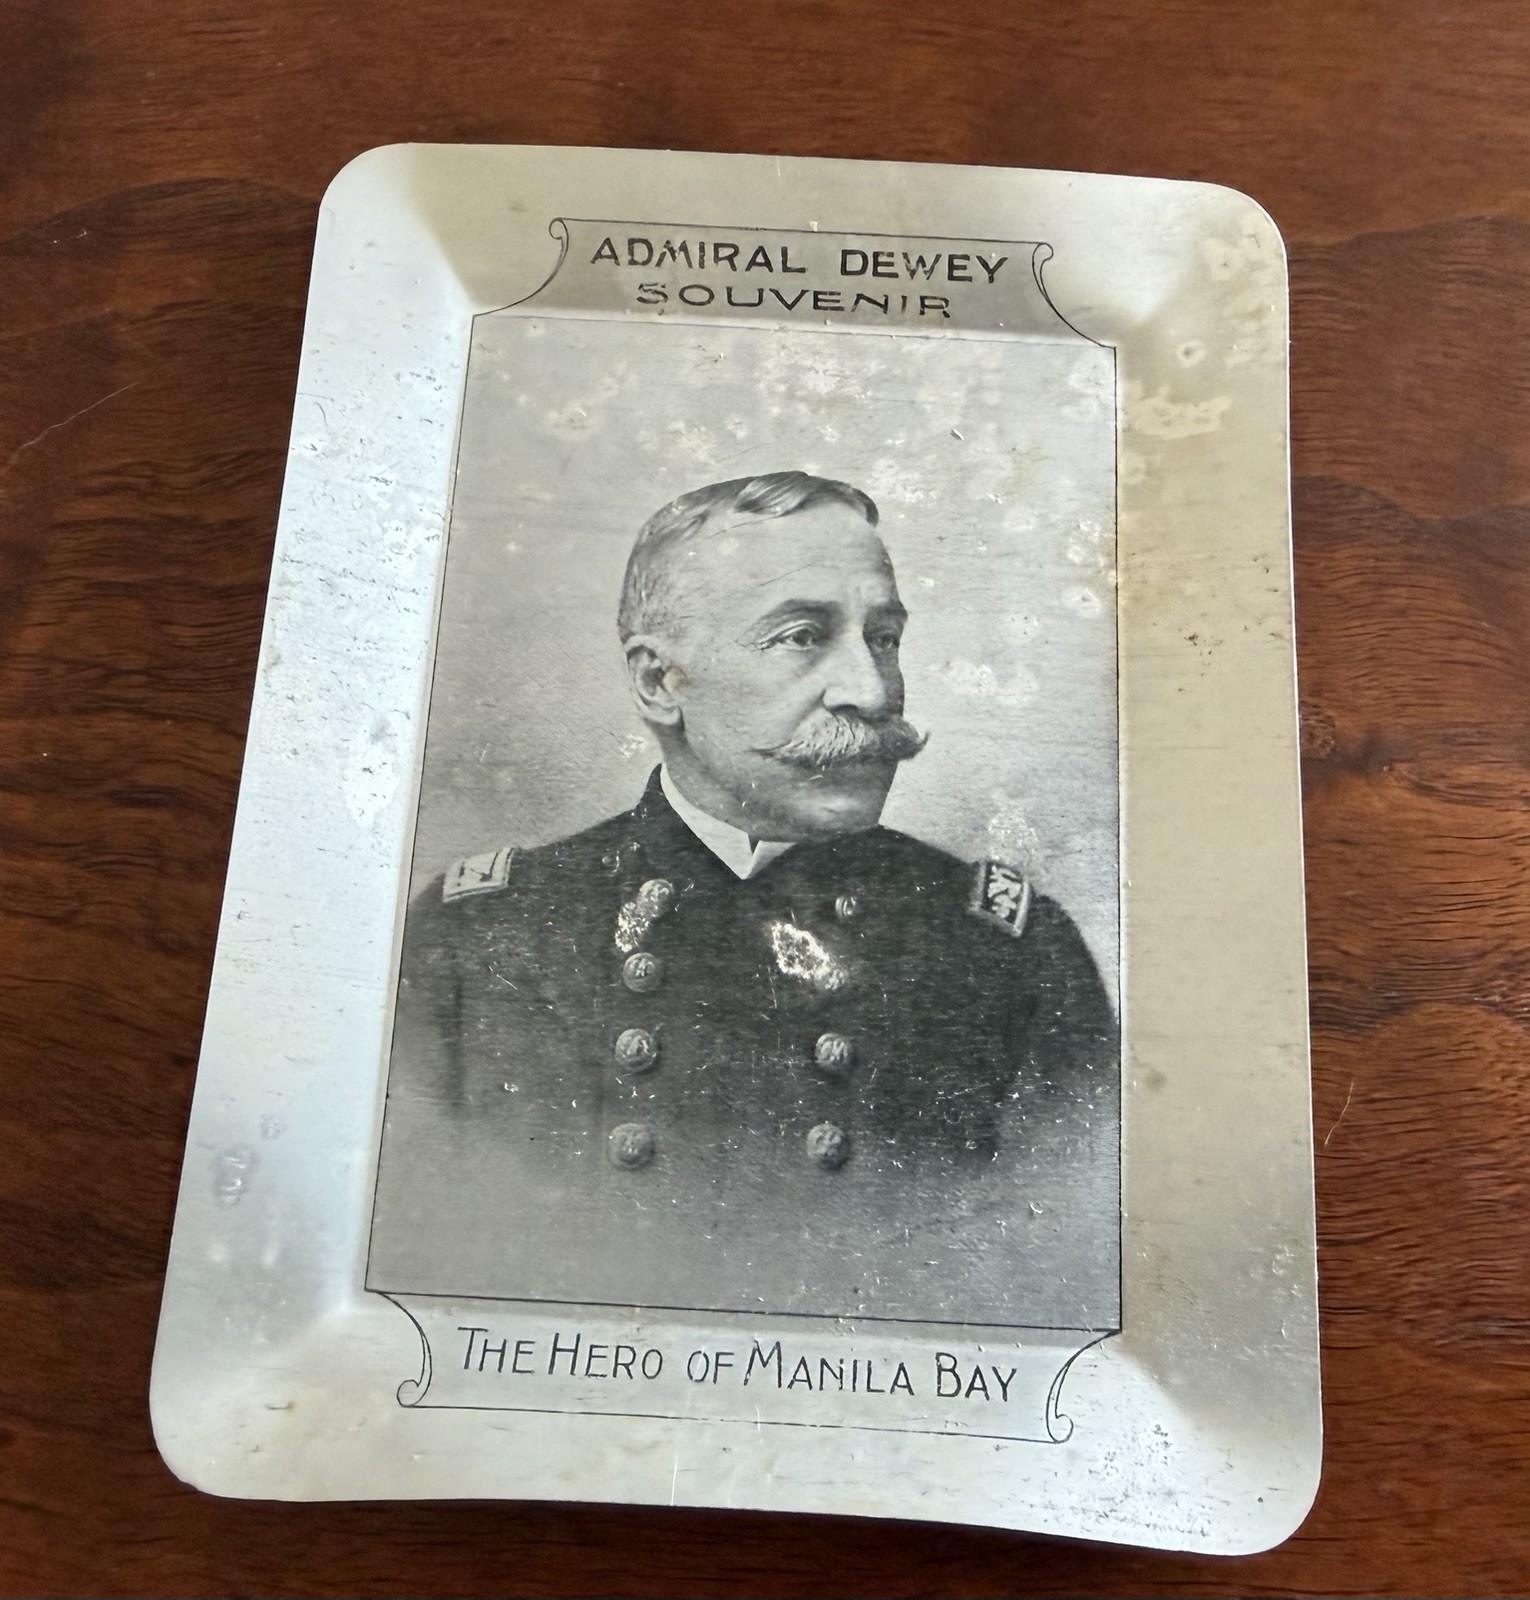 ADMIRAL DEWEY
SOUVENIR
THE HERO OF MANILA BAY